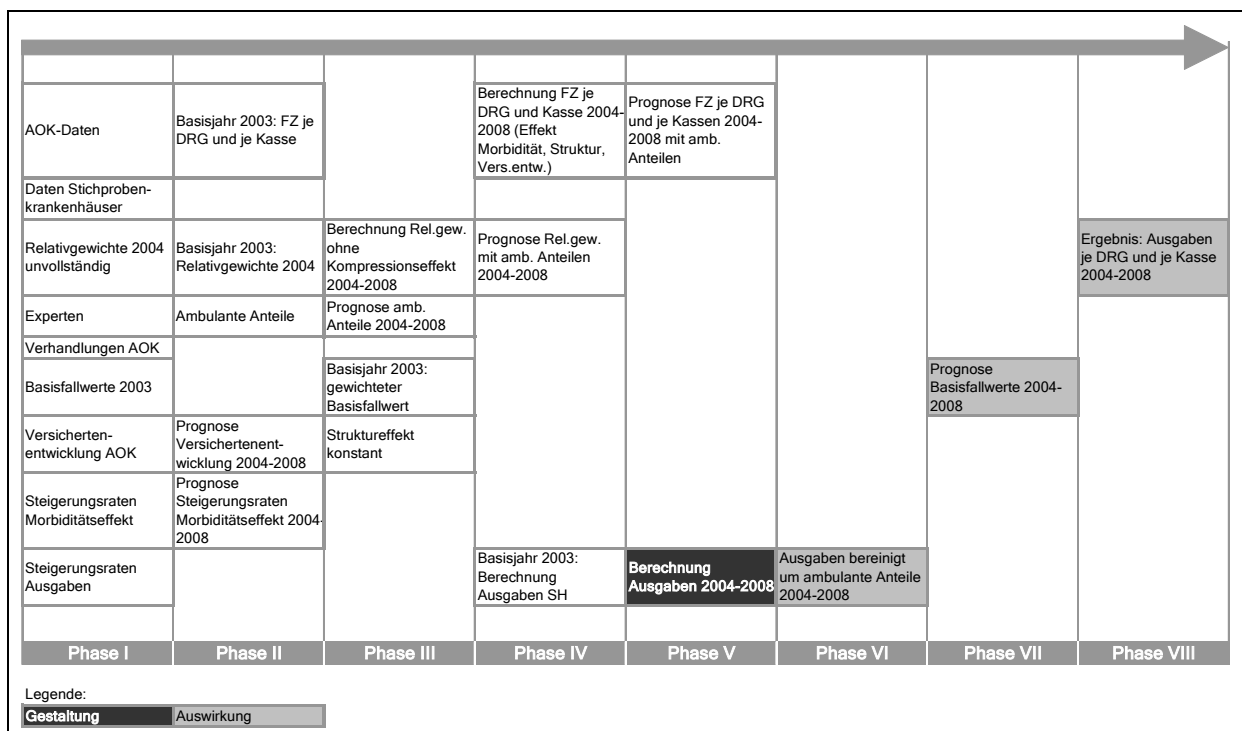 AOK-Daten
Basisjahr 2003: FZ je
DRG und je Kasse
Berechnung FZ je
DRG und Kasse 2004-
2008 (Effekt
Morbidität, Struktur,
Vers.entw.)
Prognose FZ je DRG
und je Kassen 2004-
2008 mit amb.
Anteilen
Daten Stichproben-
krankenhäuser
Relativgewichte 2004
unvollständig
Basisjahr 2003:
Relativgewichte 2004
Berechnung Rel.gew.
ohne
Kompressionseffekt
2004-2008
Prognose Rel.gew.
mit amb. Anteilen
2004-2008
Ergebnis: Ausgaben
je DRG und je Kasse
2004-2008
Experten
Ambulante Anteile
Prognose amb.
Anteile 2004-2008
Verhandlungen AOK
Basisfallwerte 2003
Basisjahr 2003:
gewichteter
Basisfallwert
Prognose
Basisfallwerte 2004-
2008
Versicherten-
entwicklung AOK
Prognose
Versichertenent-
wicklung 2004-2008
Struktureffekt
konstant
Steigerungsraten
Morbiditätseffekt
Prognose
Steigerungsraten
Morbiditätseffekt 2004-
2008
Steigerungsraten
Ausgaben
Basisjahr 2003:
Berechnung
Ausgaben SH
Berechnung
Ausgaben 2004-2008
Ausgaben bereinigt
um ambulante Anteile
2004-2008
Phase I
Phase II
Phase III
Phase IV
Phase V
Phase VI
Phase VII
Phase VIII
Legende:
Gestaltung
Auswirkung